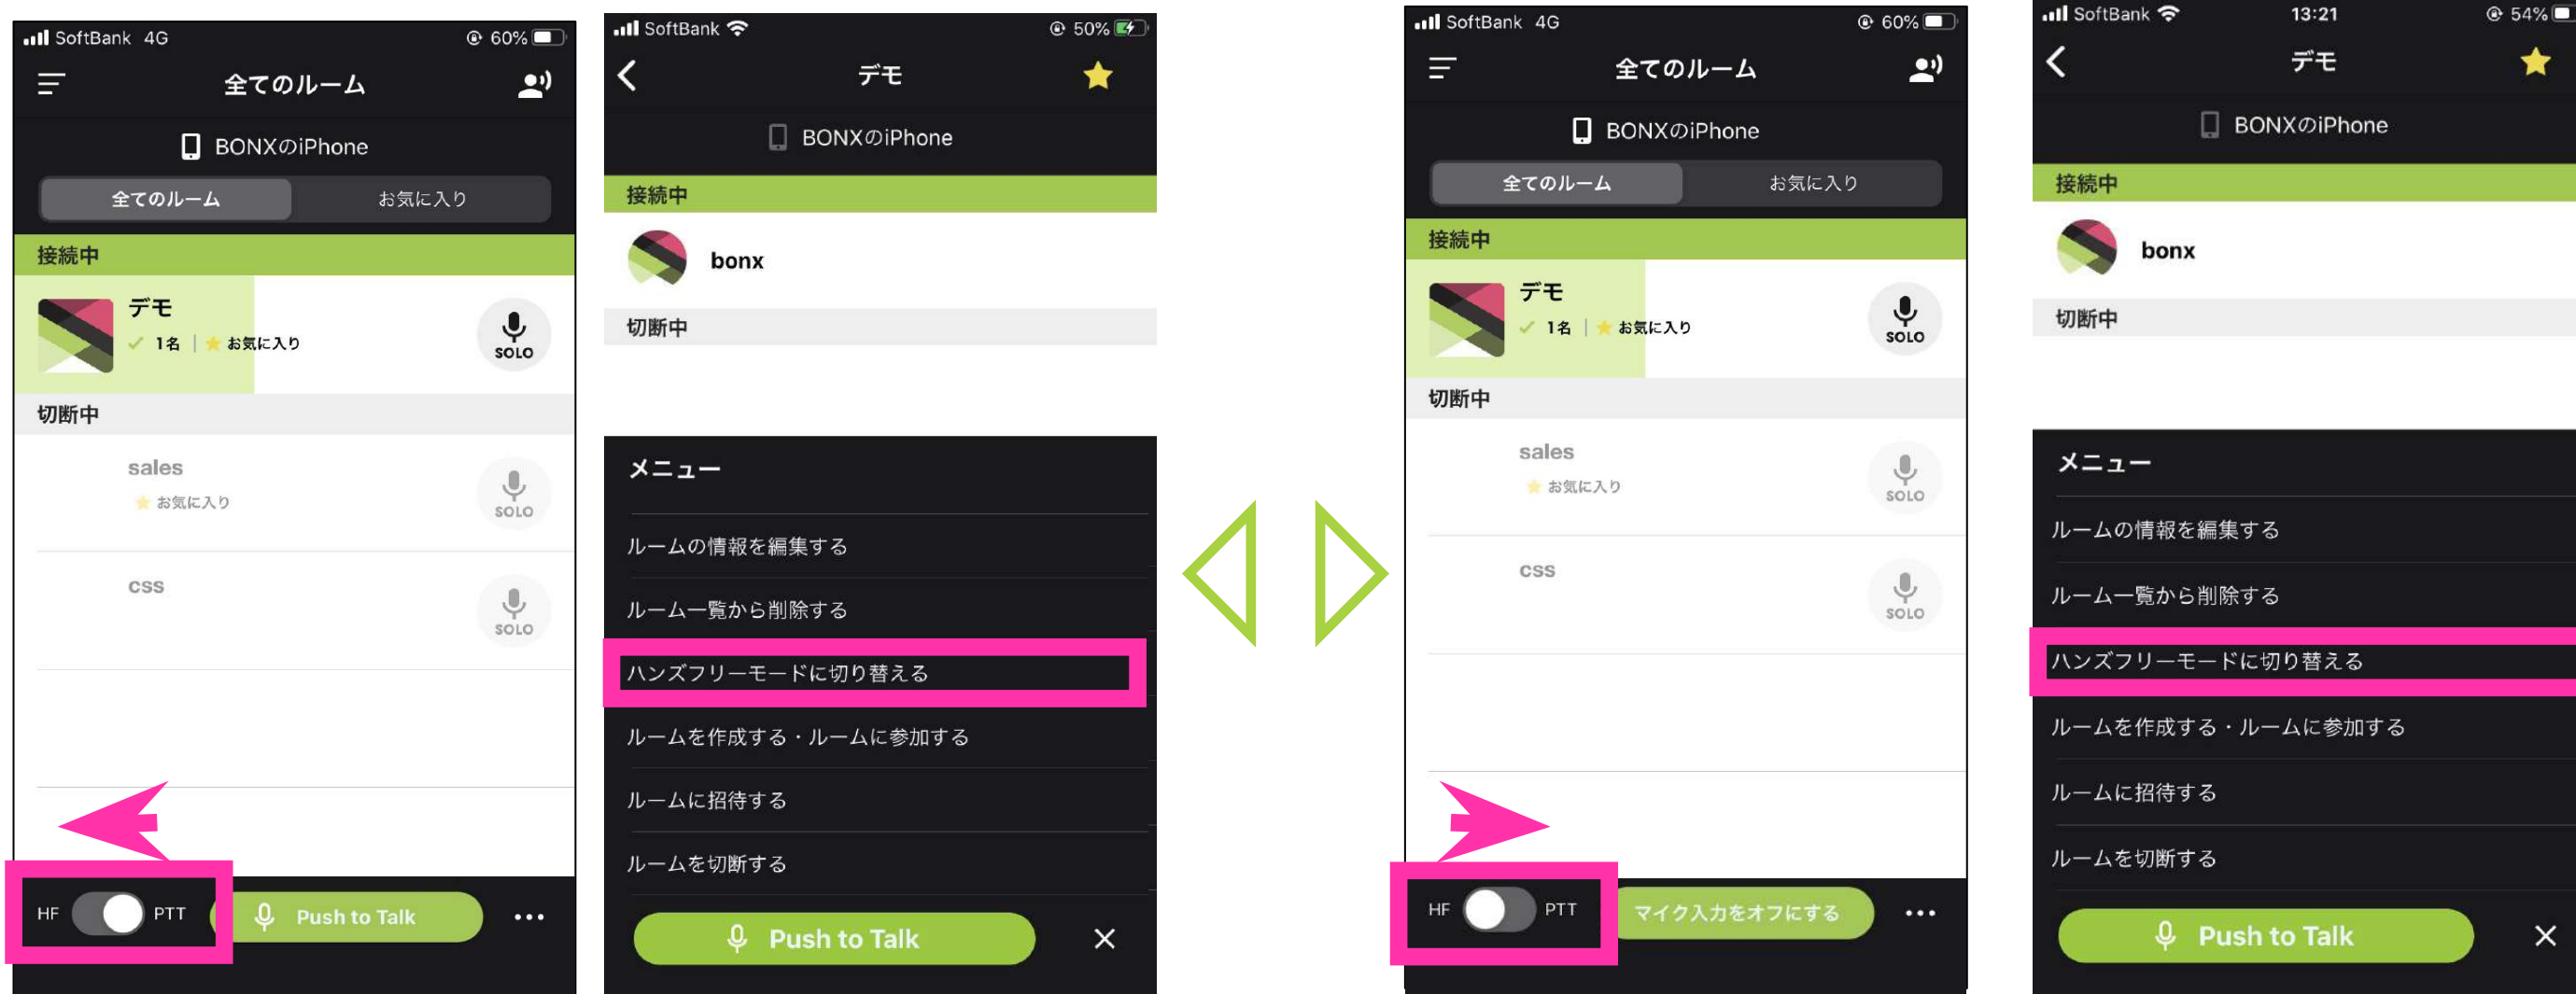 SoftBank 4G 60%
全てのルーム
BONXのiPhone
全てのルーム お気に入り
接続中
デモ
1名 お気に入り
SOLO
切断中
sales
お気に入り
SOLO
css
SOLO
HF PTT Push to Talk
SoftBank 50%
デモ
BONXのiPhone
接続中
bonx
切断中
メニュー
ルームの情報を編集する
ルーム一覧から削除する
ハンズフリーモードに切り替える
ルームを作成する・ルームに参加する
ルームに招待する
ルームを切断する
Push to Talk
SoftBank 4G 60%
全てのルーム
BONXのiPhone
全てのルーム お気に入り
接続中
デモ
1名 お気に入り
SOLO
切断中
sales
お気に入り
SOLO
css
SOLO
HF PTT マイク入力をオフにする
SoftBank 13:21 54%
デモ
BONXのiPhone
接続中
bonx
切断中
メニュー
ルームの情報を編集する
ルーム一覧から削除する
ハンズフリーモードに切り替える
ルームを作成する・ルームに参加する
ルームに招待する
ルームを切断する
Push to Talk